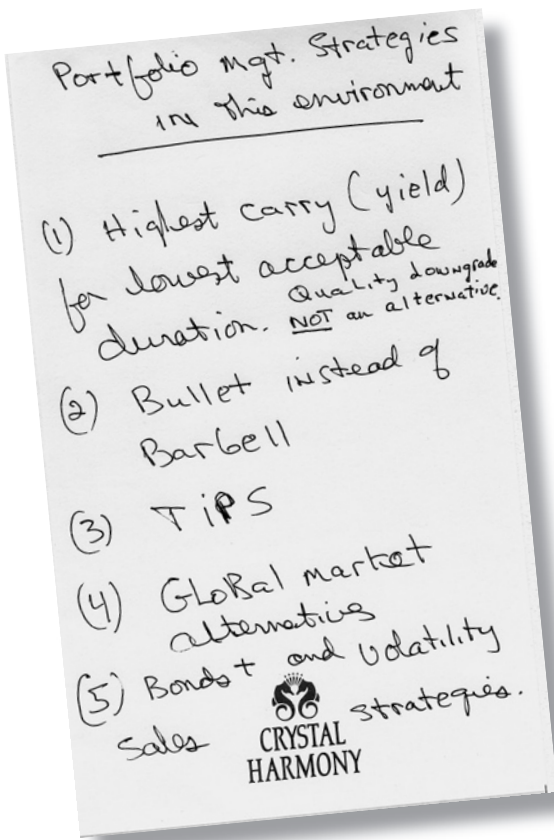 Portfolio Mgt. Strategies
in this environment
(1) Highest carry (yield)
for lowest acceptable
duration. Quality downgrade
NOT an alternative.
(2) Bullet instead of
Barbell
(3) TiPS
(4) GLoBal market
alternatives
(5) Bonds+ and Volatility
Sales strategies.
CRYSTAL
HARMONY